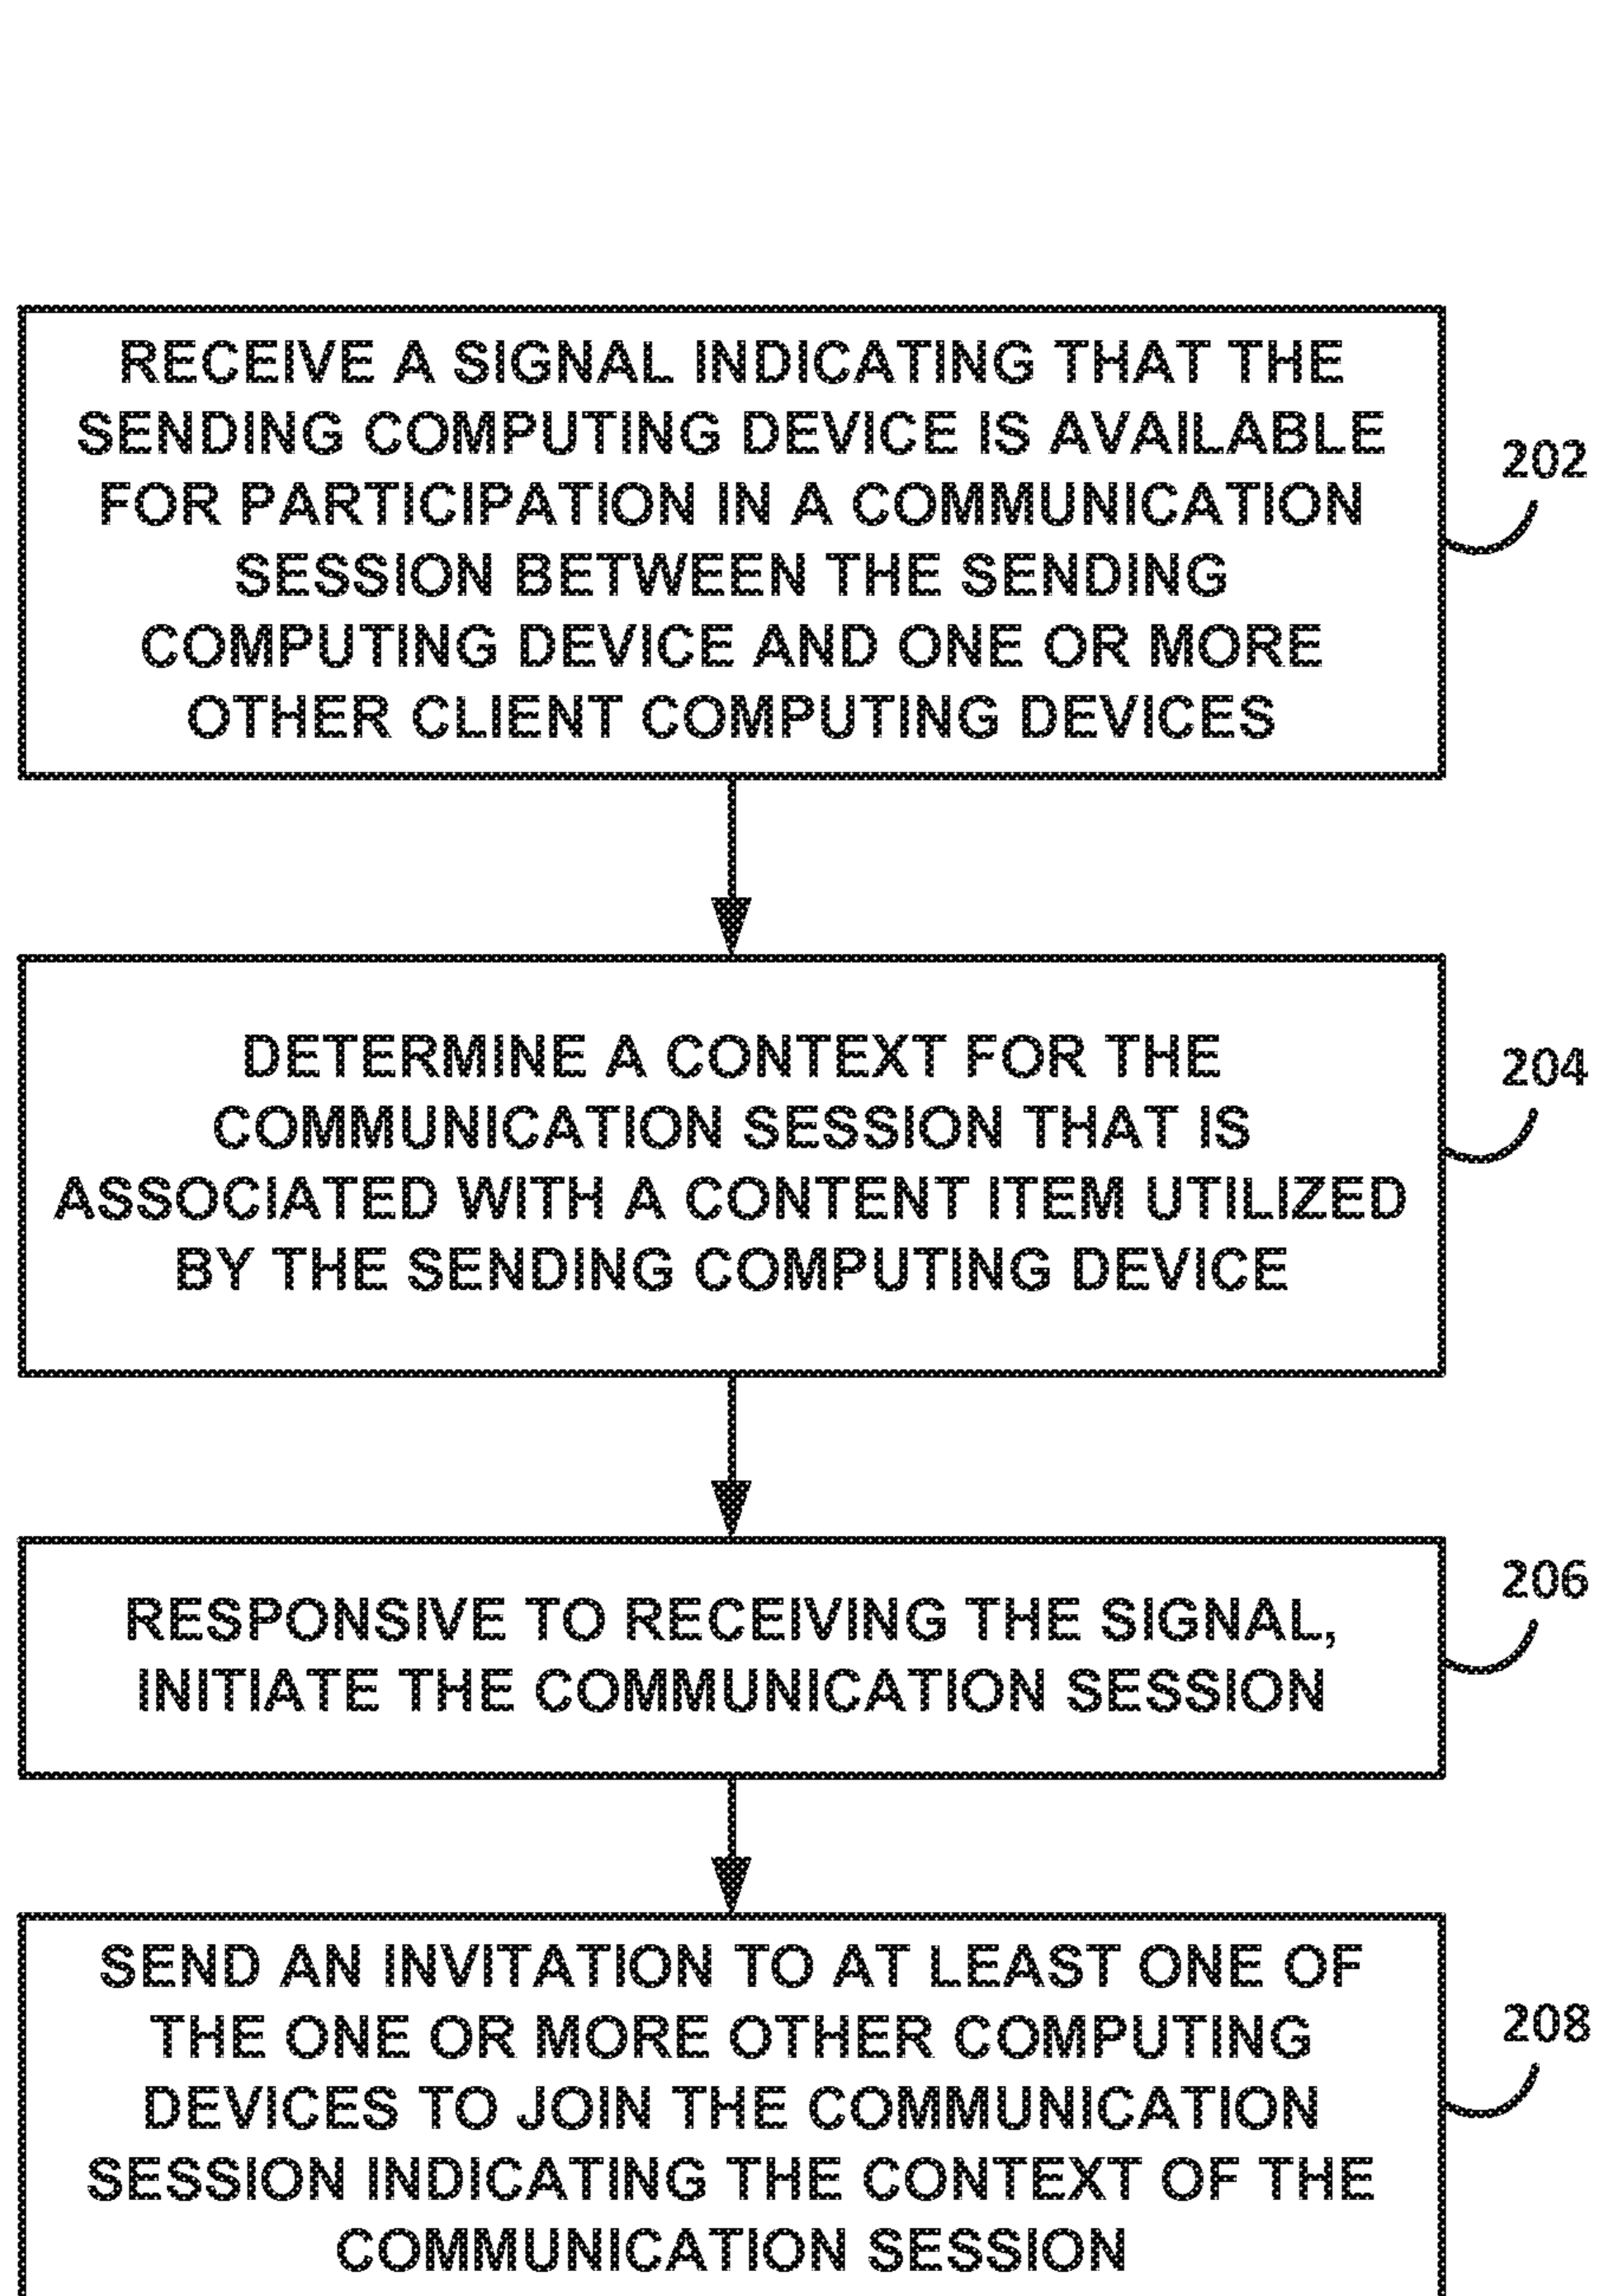 RECEIVE A SIGNAL INDICATING THAT THE
SENDING COMPUTING DEVICE IS AVAILABLE
FOR PARTICIPATION IN A COMMUNICATION
SESSION BETWEEN THE SENDING
COMPUTING DEVICE AND ONE OR MORE
OTHER CLIENT COMPUTING DEVICES
202
DETERMINE A CONTEXT FOR THE
COMMUNICATION SESSION THAT IS
ASSOCIATED WITH A CONTENT ITEM UTILIZED
BY THE SENDING COMPUTING DEVICE
204
RESPONSIVE TO RECEIVING THE SIGNAL,
INITIATE THE COMMUNICATION SESSION
206
SEND AN INVITATION TO AT LEAST ONE OF
THE ONE OR MORE OTHER COMPUTING
DEVICES TO JOIN THE COMMUNICATION
SESSION INDICATING THE CONTEXT OF THE
COMMUNICATION SESSION
208